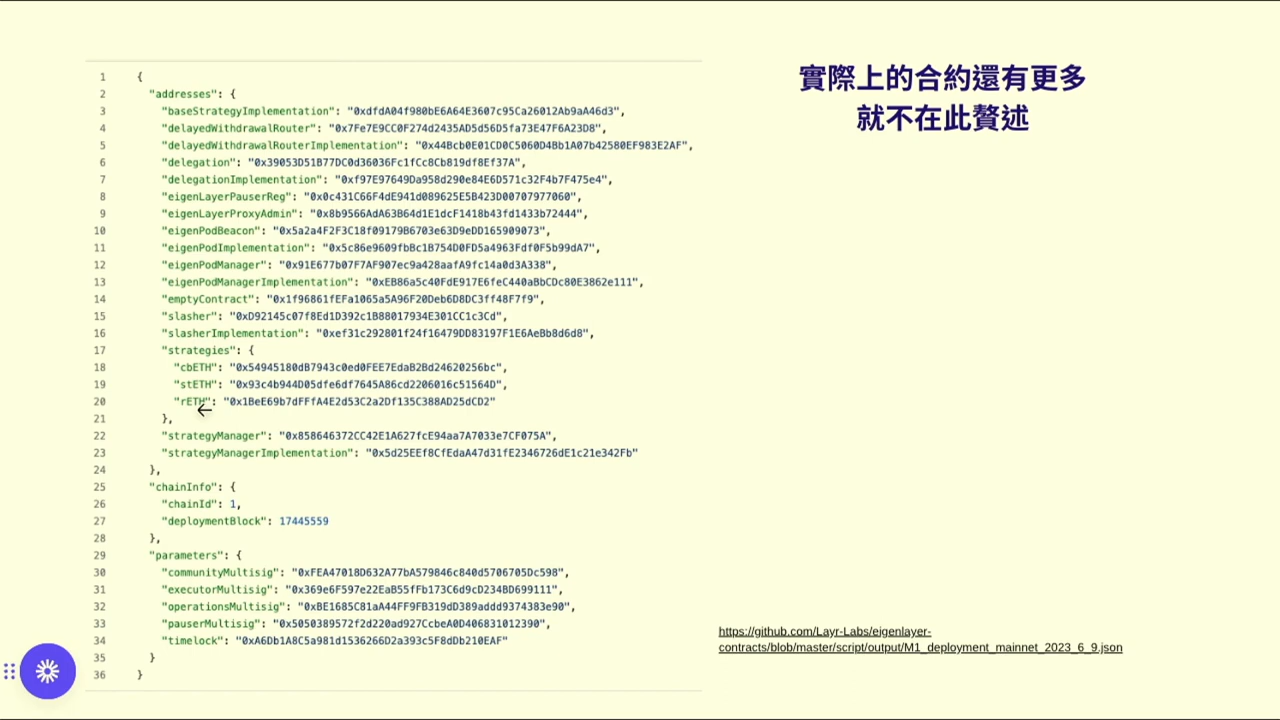 實際上的合約還有更多
就不在此贅述
1 {
2 "addresses": {
3 "baseStrategyImplementation": "0xdfdA04f980bE6A64E3607c95Ca26012Ab9aA46d3",
4 "delayedWithdrawalRouter": "0x7Fe7E9CC0F274d2435AD5d56D5fa73E47F6A23D8",
5 "delayedWithdrawalRouterImplementation": "0x44Bcb0E01CD0C5060D4Bb1A07b42580EF983E2AF",
6 "delegation": "0x39053D51B77DC0d36036Fc1fCc8Cb819df8Ef37A",
7 "delegationImplementation": "0xf97E97649Da958d290e84E6D571c32F4b7F475e4",
8 "eigenLayerPauserReg": "0x0c431C66F4dE941d089625E5B423D00707977060",
9 "eigenLayerProxyAdmin": "0x8b9566AdA63B64d1E1dcF1418b43fd1433b72444",
10 "eigenPodBeacon": "0x5a2a4F2F3C18f09179B6703e63D9eDD165909073",
11 "eigenPodImplementation": "0x5c86e9609fbBc1B754D0FD5a4963Fdf0F5b99dA7",
12 "eigenPodManager": "0x91E677b07F7AF907ec9a428aafA9fc14a0d3A338",
13 "eigenPodManagerImplementation": "0xEB86a5c40FdE917E6feC440aBbCDc80E3862e111",
14 "emptyContract": "0x1f96861fEFa1065a5A96F20Deb6D8DC3ff48F7f9",
15 "slasher": "0xD92145c07f8Ed1D392c1B88017934E301CC1c3Cd",
16 "slasherImplementation": "0xef31c292801f24f16479DD83197F1E6AeBb8d6d8",
17 "strategies": {
18 "cbETH": "0x54945180dB7943c0ed0FEE7EdaB2Bd24620256bc",
19 "stETH": "0x93c4b944D05dfe6df7645A86cd2206016c51564D",
20 "rETH": "0x1BeE69b7dFFfA4E2d53C2a2Df135C388AD25dCD2"
21 },
22 "strategyManager": "0x858646372CC42E1A627fcE94aa7A7033e7CF075A",
23 "strategyManagerImplementation": "0x5d25EEf8CfEdaA47d31fE2346726dE1c21e342Fb"
24 },
25 "chainInfo": {
26 "chainId": 1,
27 "deploymentBlock": 17445559
28 },
29 "parameters": {
30 "communityMultisig": "0xFEA47018D632A77bA579846c840d5706705Dc598",
31 "executorMultisig": "0x369e6F597e22EaB55fFb173C6d9cD234BD699111",
32 "operationsMultisig": "0xBE1685C81aA44FF9FB319dD389addd9374383e90",
33 "pauserMultisig": "0x5050389572f2d220ad927CcbeA0D406831012390",
34 "timelock": "0xA6Db1A8C5a981d1536266D2a393c5F8dDb210EAF"
35 }
36 }
https://github.com/Layr-Labs/eigenlayer-
contracts/blob/master/script/output/M1_deployment_mainnet_2023_6_9.json